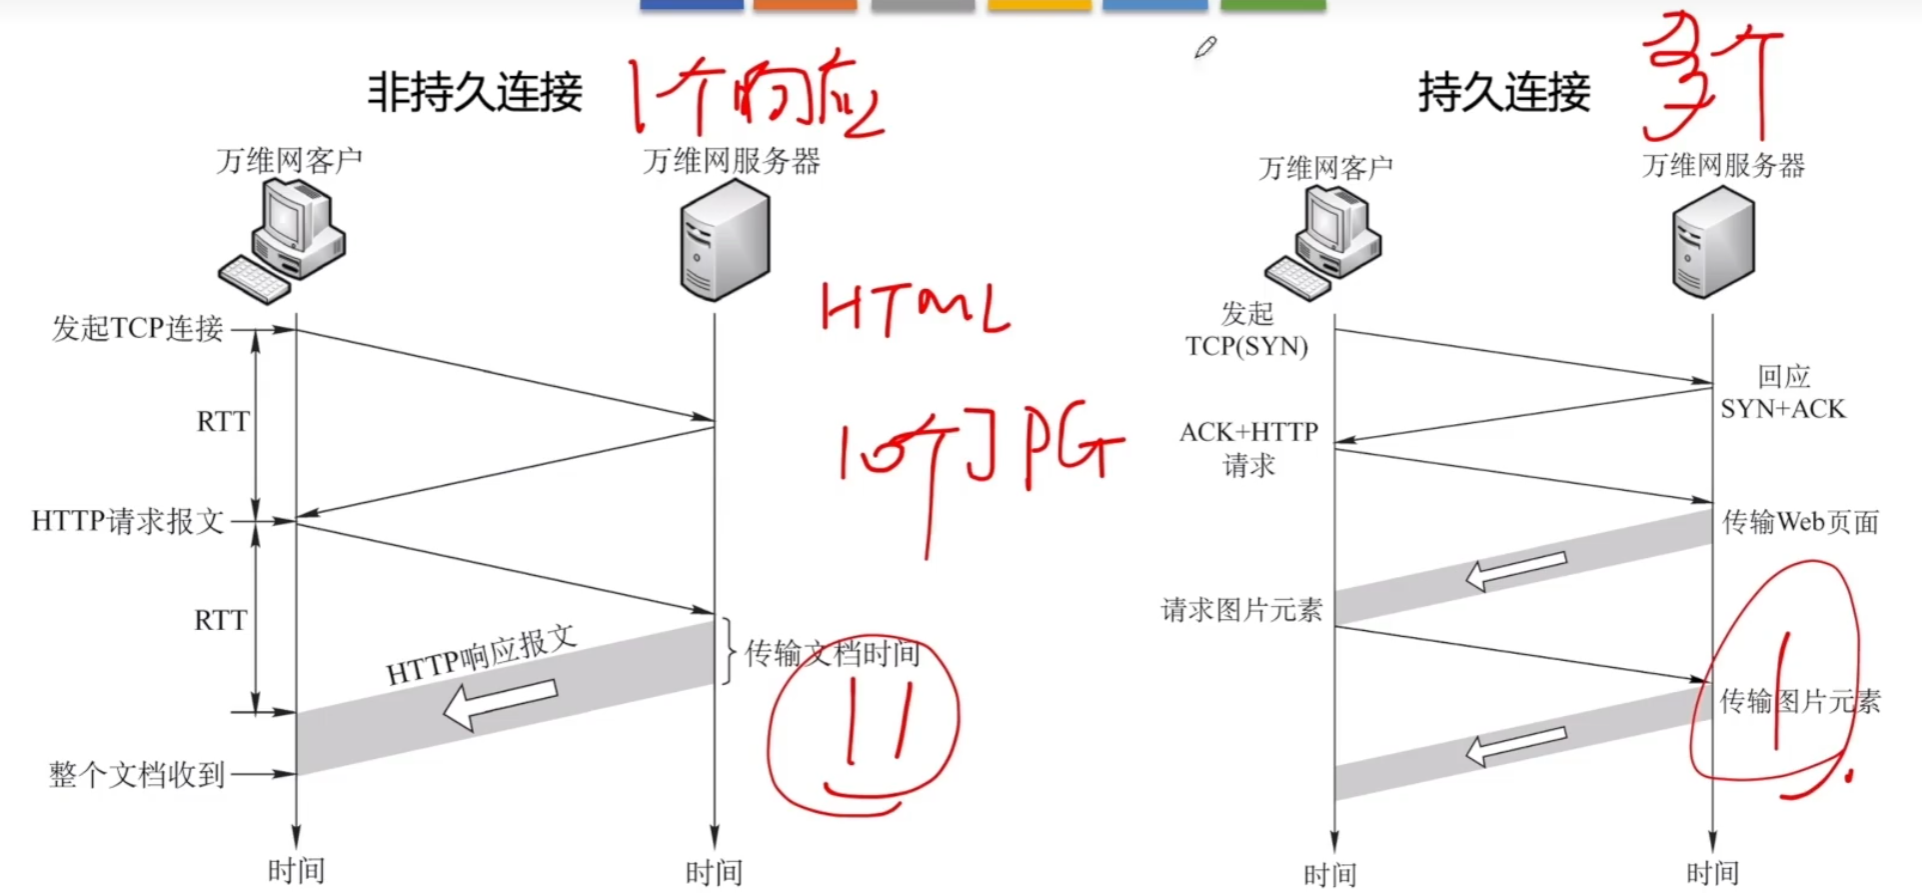 非持久连接
1个响应
万维网客户
万维网服务器
发起TCP连接
RTT
HTTP请求报文
RTT
HTTP响应报文
传输文档时间
整个文档收到
时间
时间
HTML
10个JPG
11
持久连接
多个
万维网客户
万维网服务器
发起
TCP(SYN)
回应
SYN+ACK
ACK+HTTP
请求
传输Web页面
请求图片元素
传输图片元素
1
时间
时间